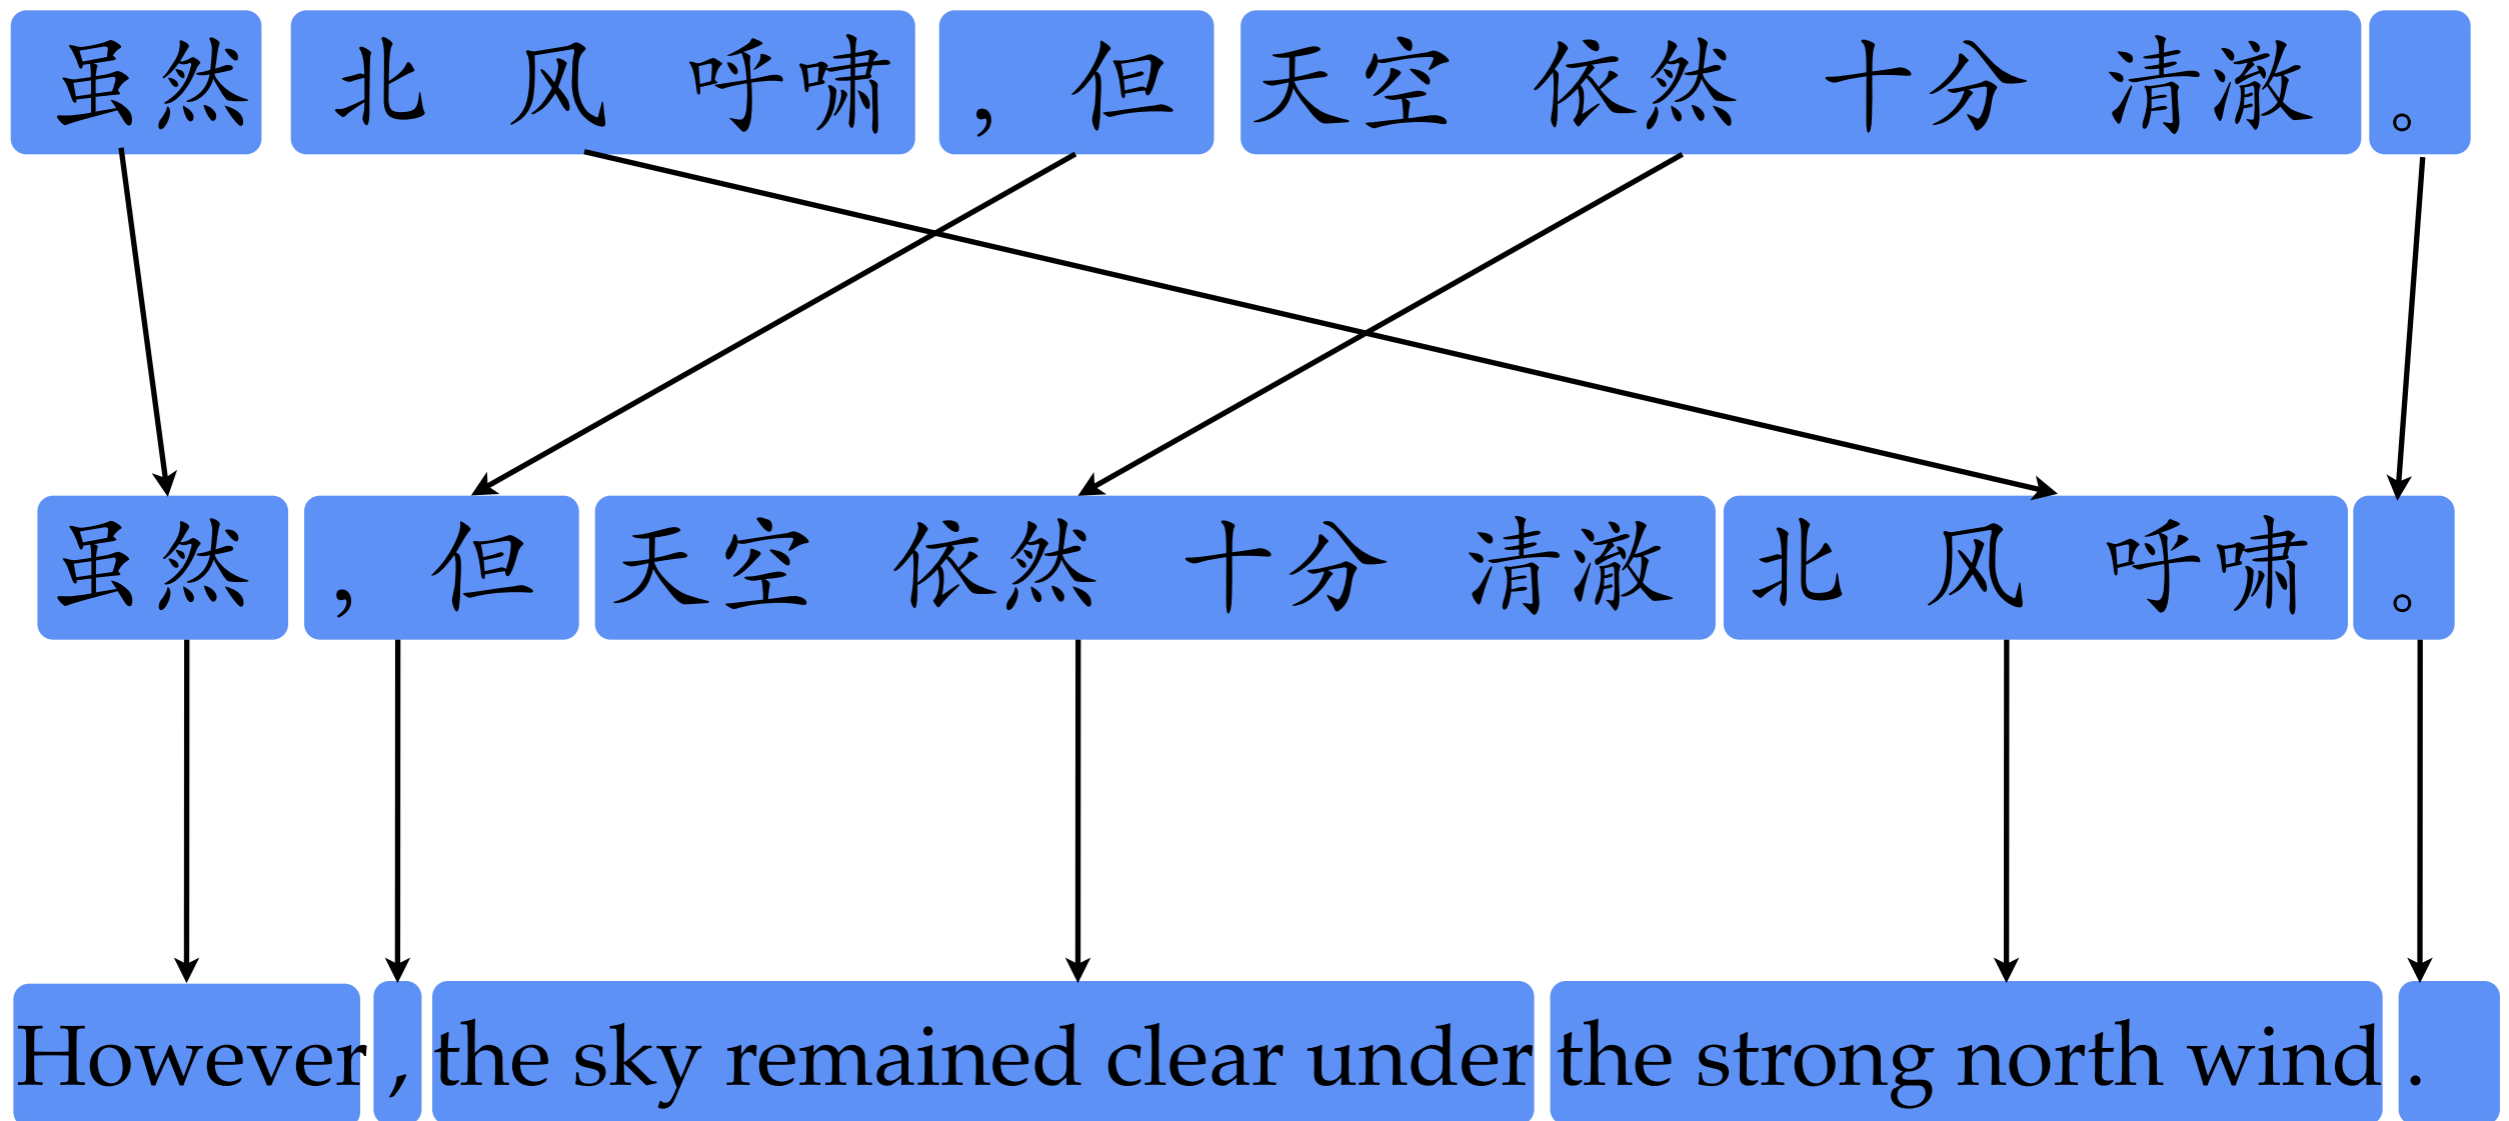 虽然 北 风 呼啸 ，但 天空 依然 十分 清澈 。
虽然 ，但 天空 依然 十分 清澈 北 风 呼啸 。
However , the sky remained clear under the strong north wind .